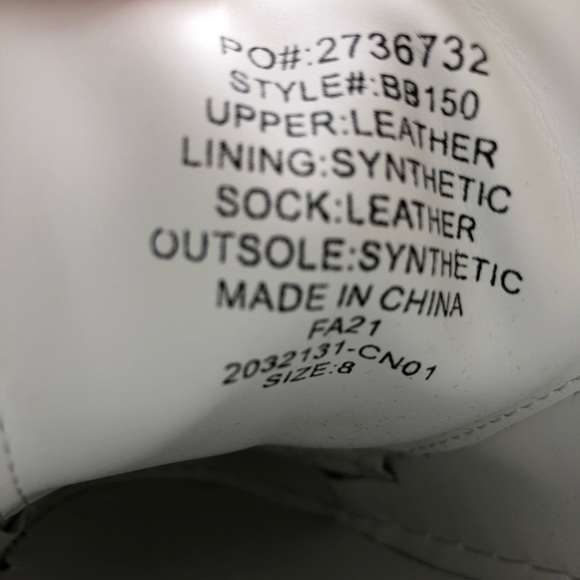 PO#:2736732
STYLE#:BB150
UPPER:LEATHER
LINING:SYNTHETIC
SOCK:LEATHER
OUTSOLE:SYNTHETIC
MADE IN CHINA
FA21
2032131-CN01
SIZE:8